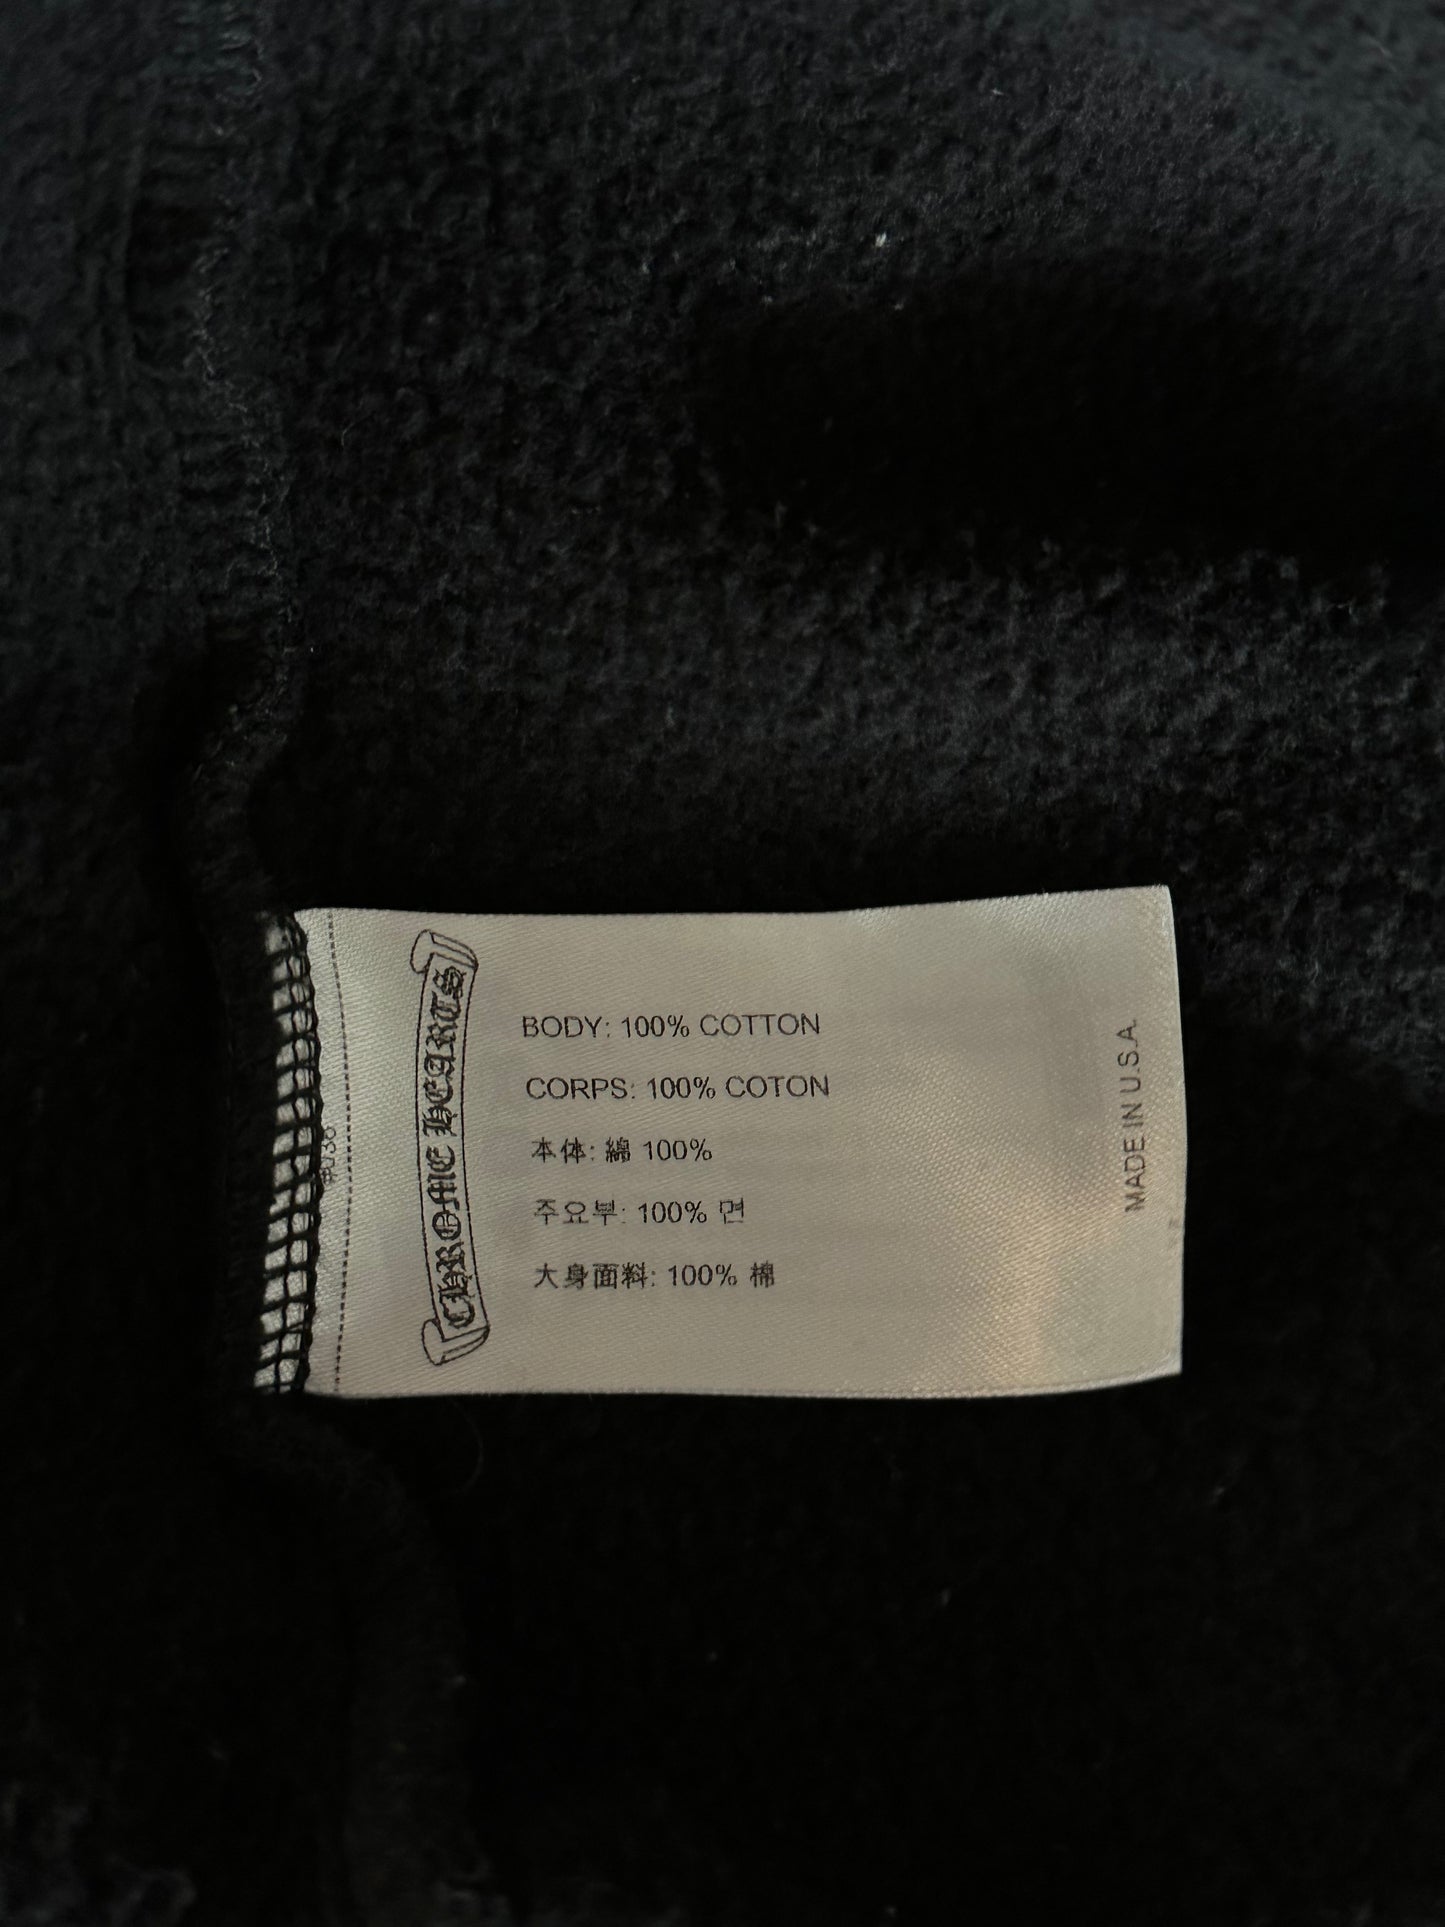 CHROME HEARTS
BODY: 100% COTTON
CORPS: 100% COTON
本体: 綿 100%
주요부: 100% 면
大身面料: 100% 棉
MADE IN U.S.A.